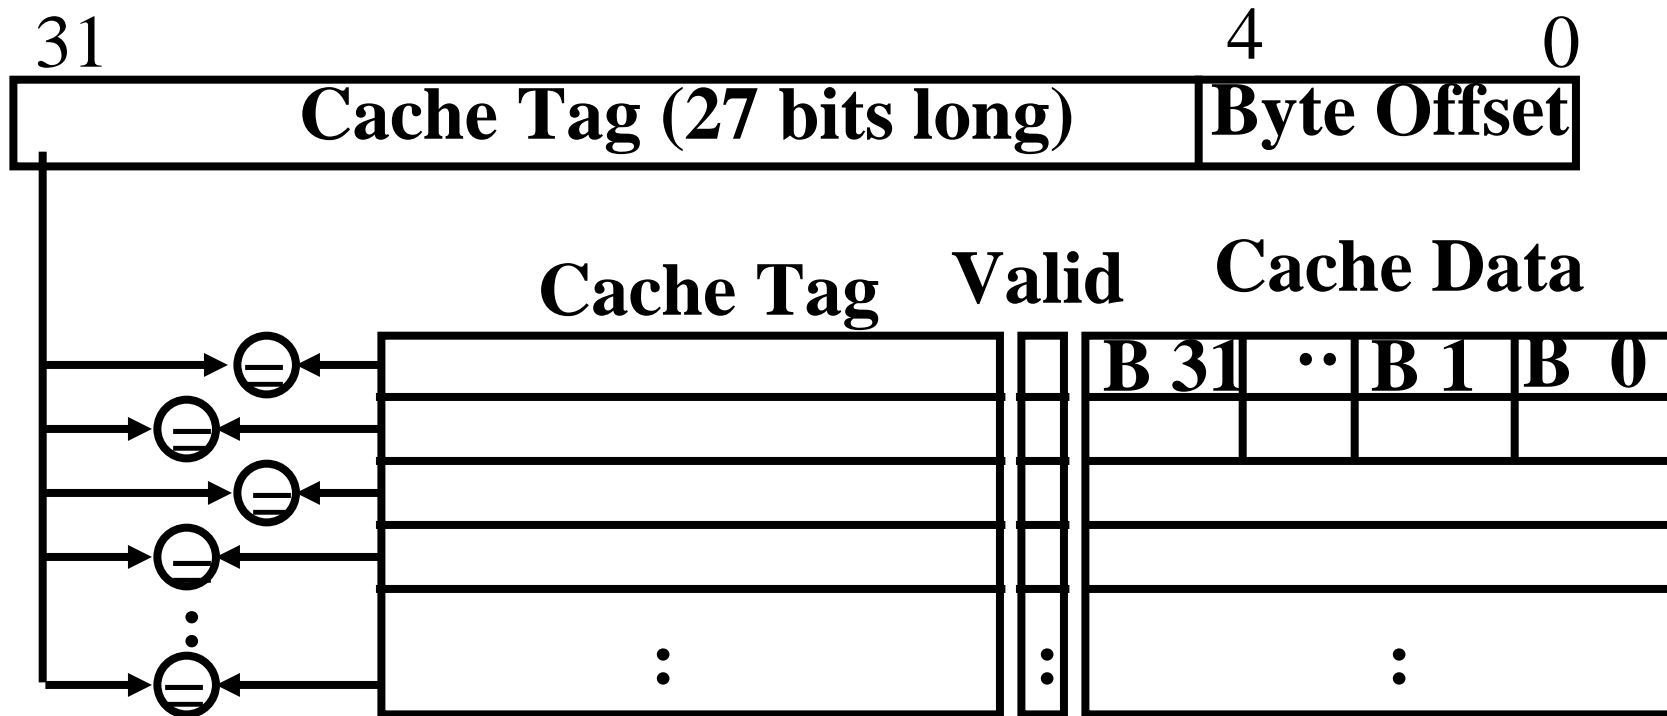 31 4 0
Cache Tag (27 bits long) Byte Offset
Cache Tag Valid Cache Data
= B 31 ·· B 1 B 0
=
=
=
:
= : : :